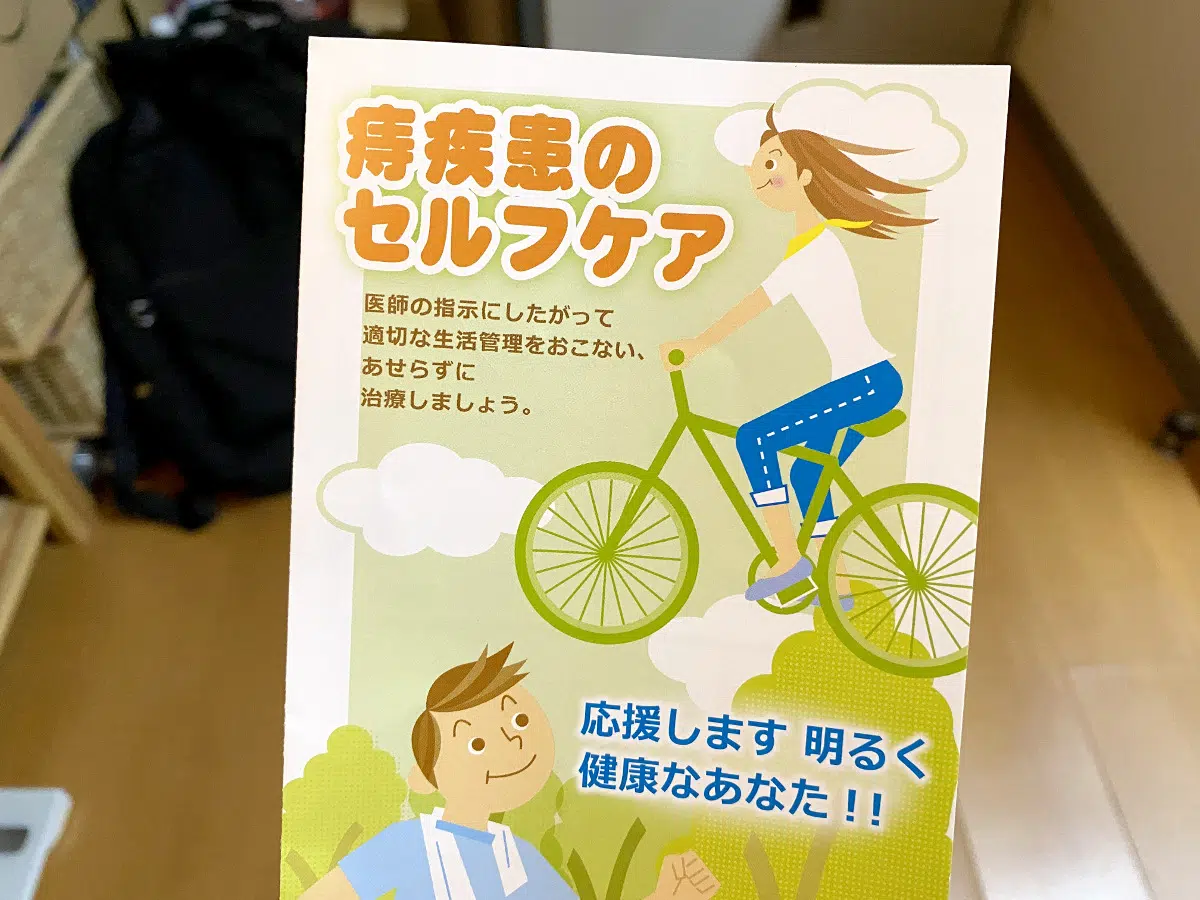 痔疾患の
セルフケア
医師の指示にしたがって
適切な生活管理をおこない、
あせらずに
治療しましょう。
応援します 明るく
健康なあなた!!